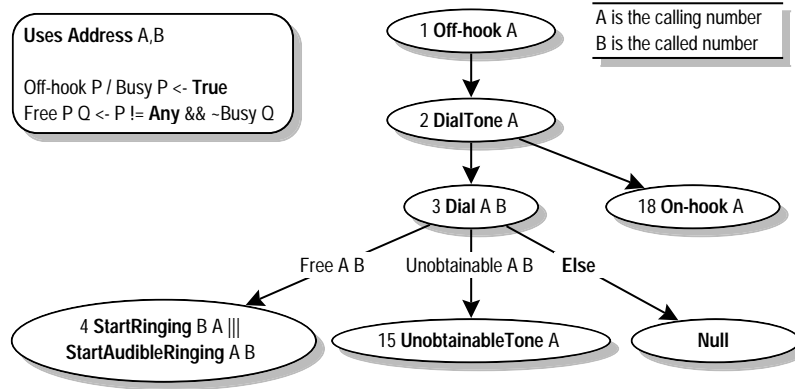 Uses Address A,B
Off-hook P / Busy P <- True
Free P Q <- P != Any && ~Busy Q
1 Off-hook A
A is the calling number
B is the called number
2 DialTone A
3 Dial A B
18 On-hook A
Free A B
Unobtainable A B
Else
4 StartRinging B A |||
StartAudibleRinging A B
15 UnobtainableTone A
Null